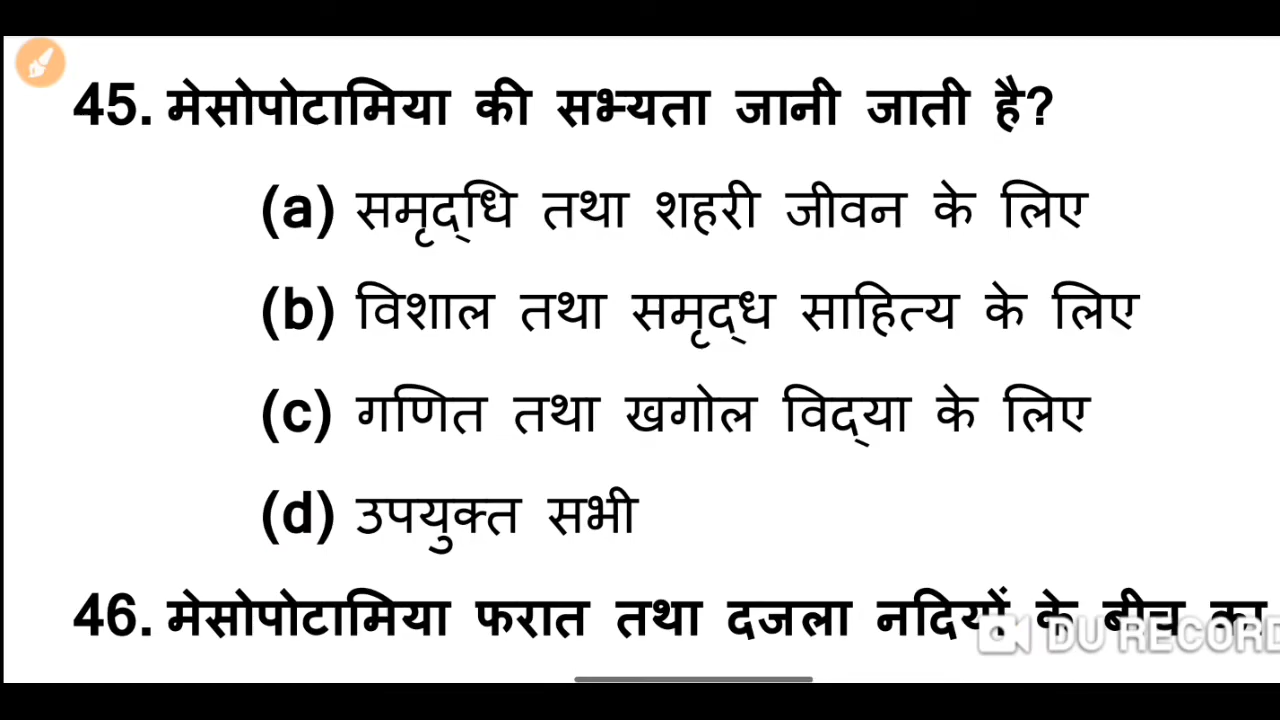 45. मेसोपोटामिया की सभ्यता जानी जाती है?
(a) समृद्धि तथा शहरी जीवन के लिए
(b) विशाल तथा समृद्ध साहित्य के लिए
(c) गणित तथा खगोल विद्या के लिए
(d) उपयुक्त सभी
46. मेसोपोटामिया फरात तथा दजला नदियों के बीच का
DU RECORD